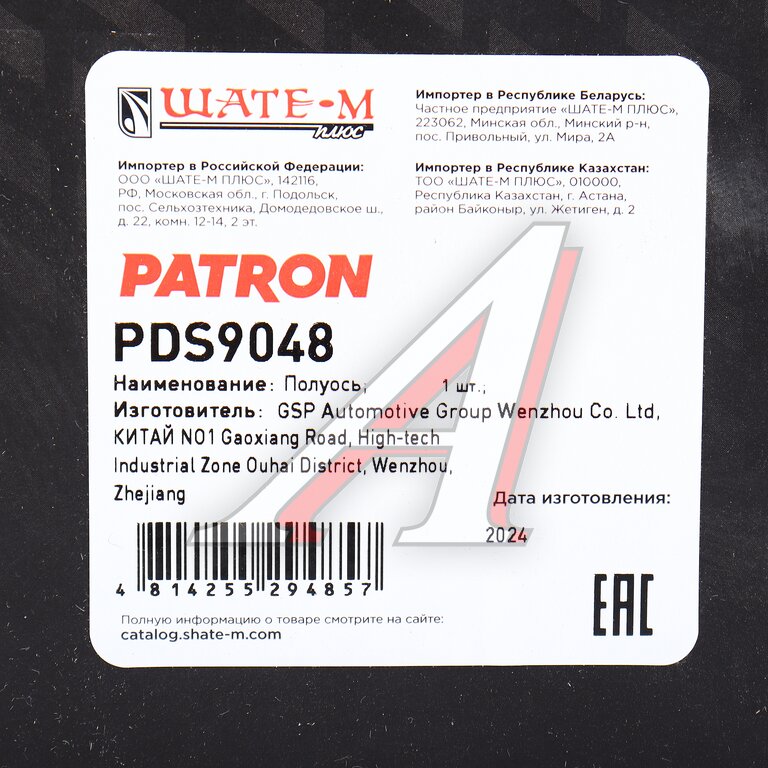 ШАТЕ-М
плюс
Импортер в Российской Федерации:
ООО «ШАТЕ-М ПЛЮС», 142116,
РФ, Московская обл., г. Подольск,
пос. Сельхозтехника, Домодедовское ш.,
д. 22, комн. 12-14, 2 эт.
Импортер в Республике Беларусь:
Частное предприятие «ШАТЕ-М ПЛЮС»,
223062, Минская обл., Минский р-н,
пос. Привольный, ул. Мира, 2А
Импортер в Республике Казахстан:
ТОО «ШАТЕ-М ПЛЮС», 010000,
Республика Казахстан, г. Астана,
район Байконыр, ул. Жетиген, д. 2
PATRON
PDS9048
Наименование: Полуось; 1 шт.;
Изготовитель: GSP Automotive Group Wenzhou Co. Ltd,
КИТАЙ NO1 Gaoxiang Road, High-tech
Industrial Zone Ouhai District, Wenzhou,
Zhejiang
Дата изготовления:
2024
4 814255 294857
Полную информацию о товаре смотрите на сайте:
catalog.shate-m.com
EAC